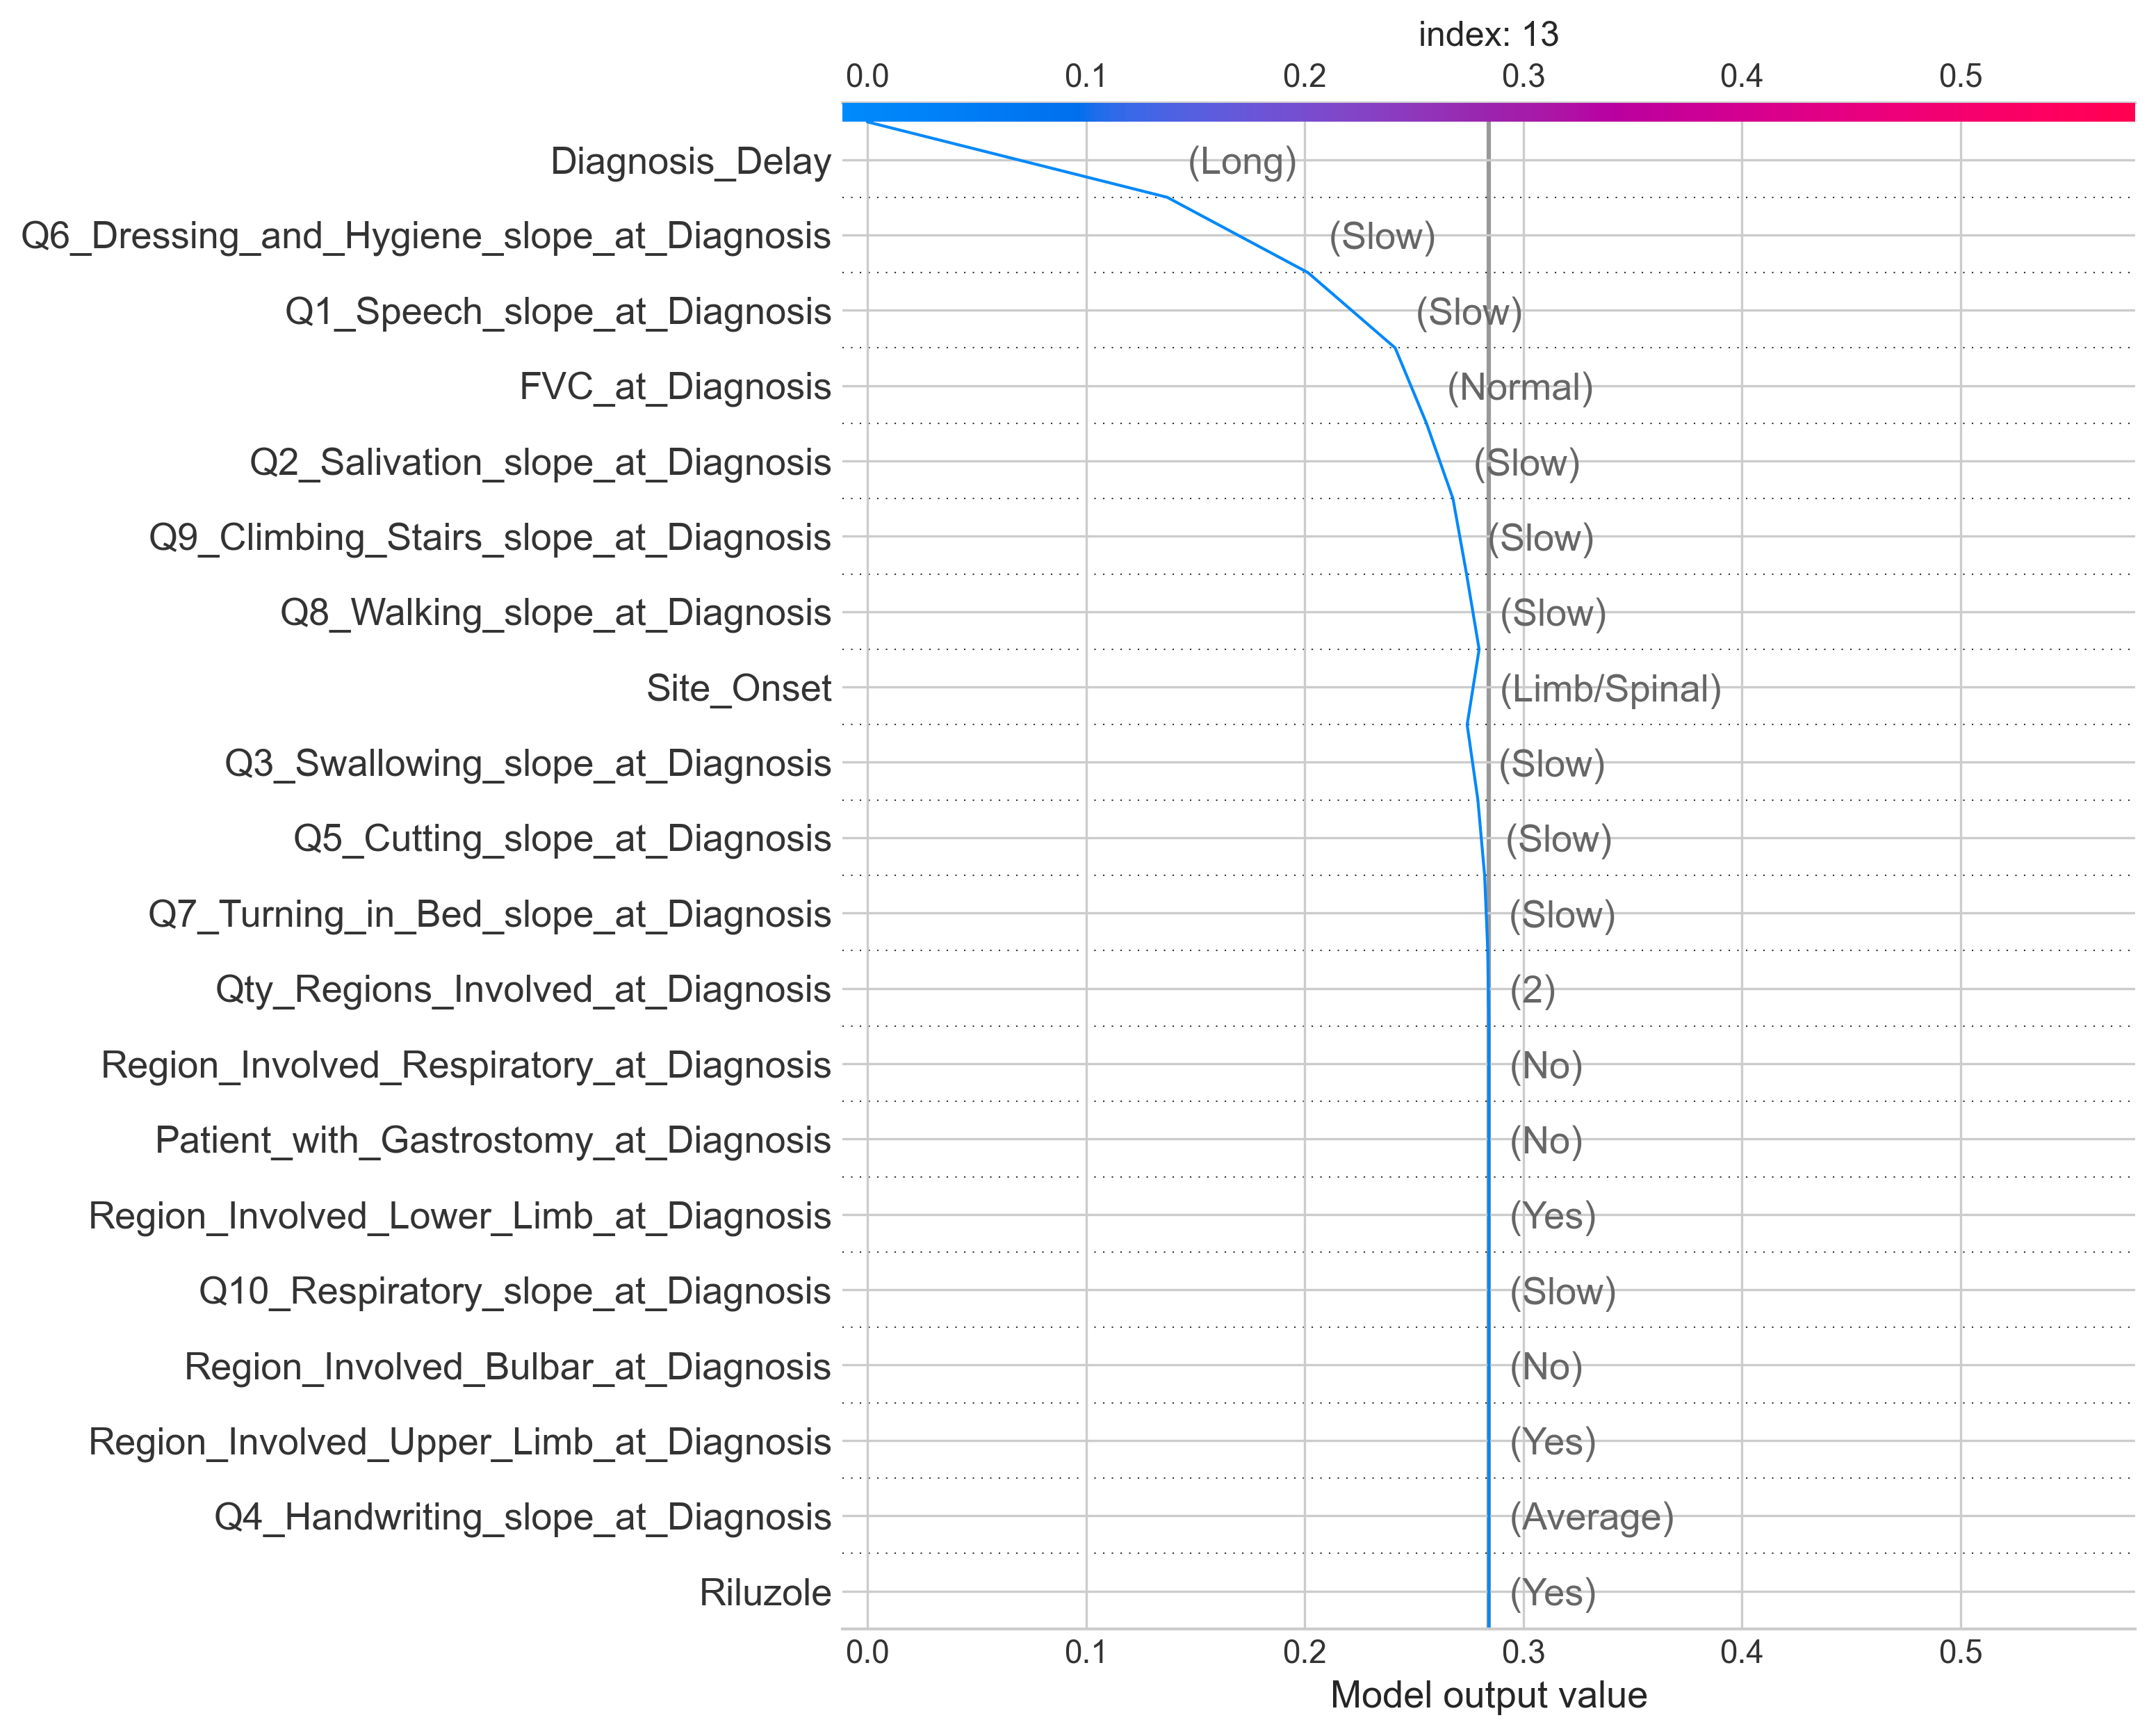 index: 13
0.0 0.1 0.2 0.3 0.4 0.5
Diagnosis_Delay (Long)
Q6_Dressing_and_Hygiene_slope_at_Diagnosis (Slow)
Q1_Speech_slope_at_Diagnosis (Slow)
FVC_at_Diagnosis (Normal)
Q2_Salivation_slope_at_Diagnosis (Slow)
Q9_Climbing_Stairs_slope_at_Diagnosis (Slow)
Q8_Walking_slope_at_Diagnosis (Slow)
Site_Onset (Limb/Spinal)
Q3_Swallowing_slope_at_Diagnosis (Slow)
Q5_Cutting_slope_at_Diagnosis (Slow)
Q7_Turning_in_Bed_slope_at_Diagnosis (Slow)
Qty_Regions_Involved_at_Diagnosis (2)
Region_Involved_Respiratory_at_Diagnosis (No)
Patient_with_Gastrostomy_at_Diagnosis (No)
Region_Involved_Lower_Limb_at_Diagnosis (Yes)
Q10_Respiratory_slope_at_Diagnosis (Slow)
Region_Involved_Bulbar_at_Diagnosis (No)
Region_Involved_Upper_Limb_at_Diagnosis (Yes)
Q4_Handwriting_slope_at_Diagnosis (Average)
Riluzole (Yes)
0.0 0.1 0.2 0.3 0.4 0.5
Model output value